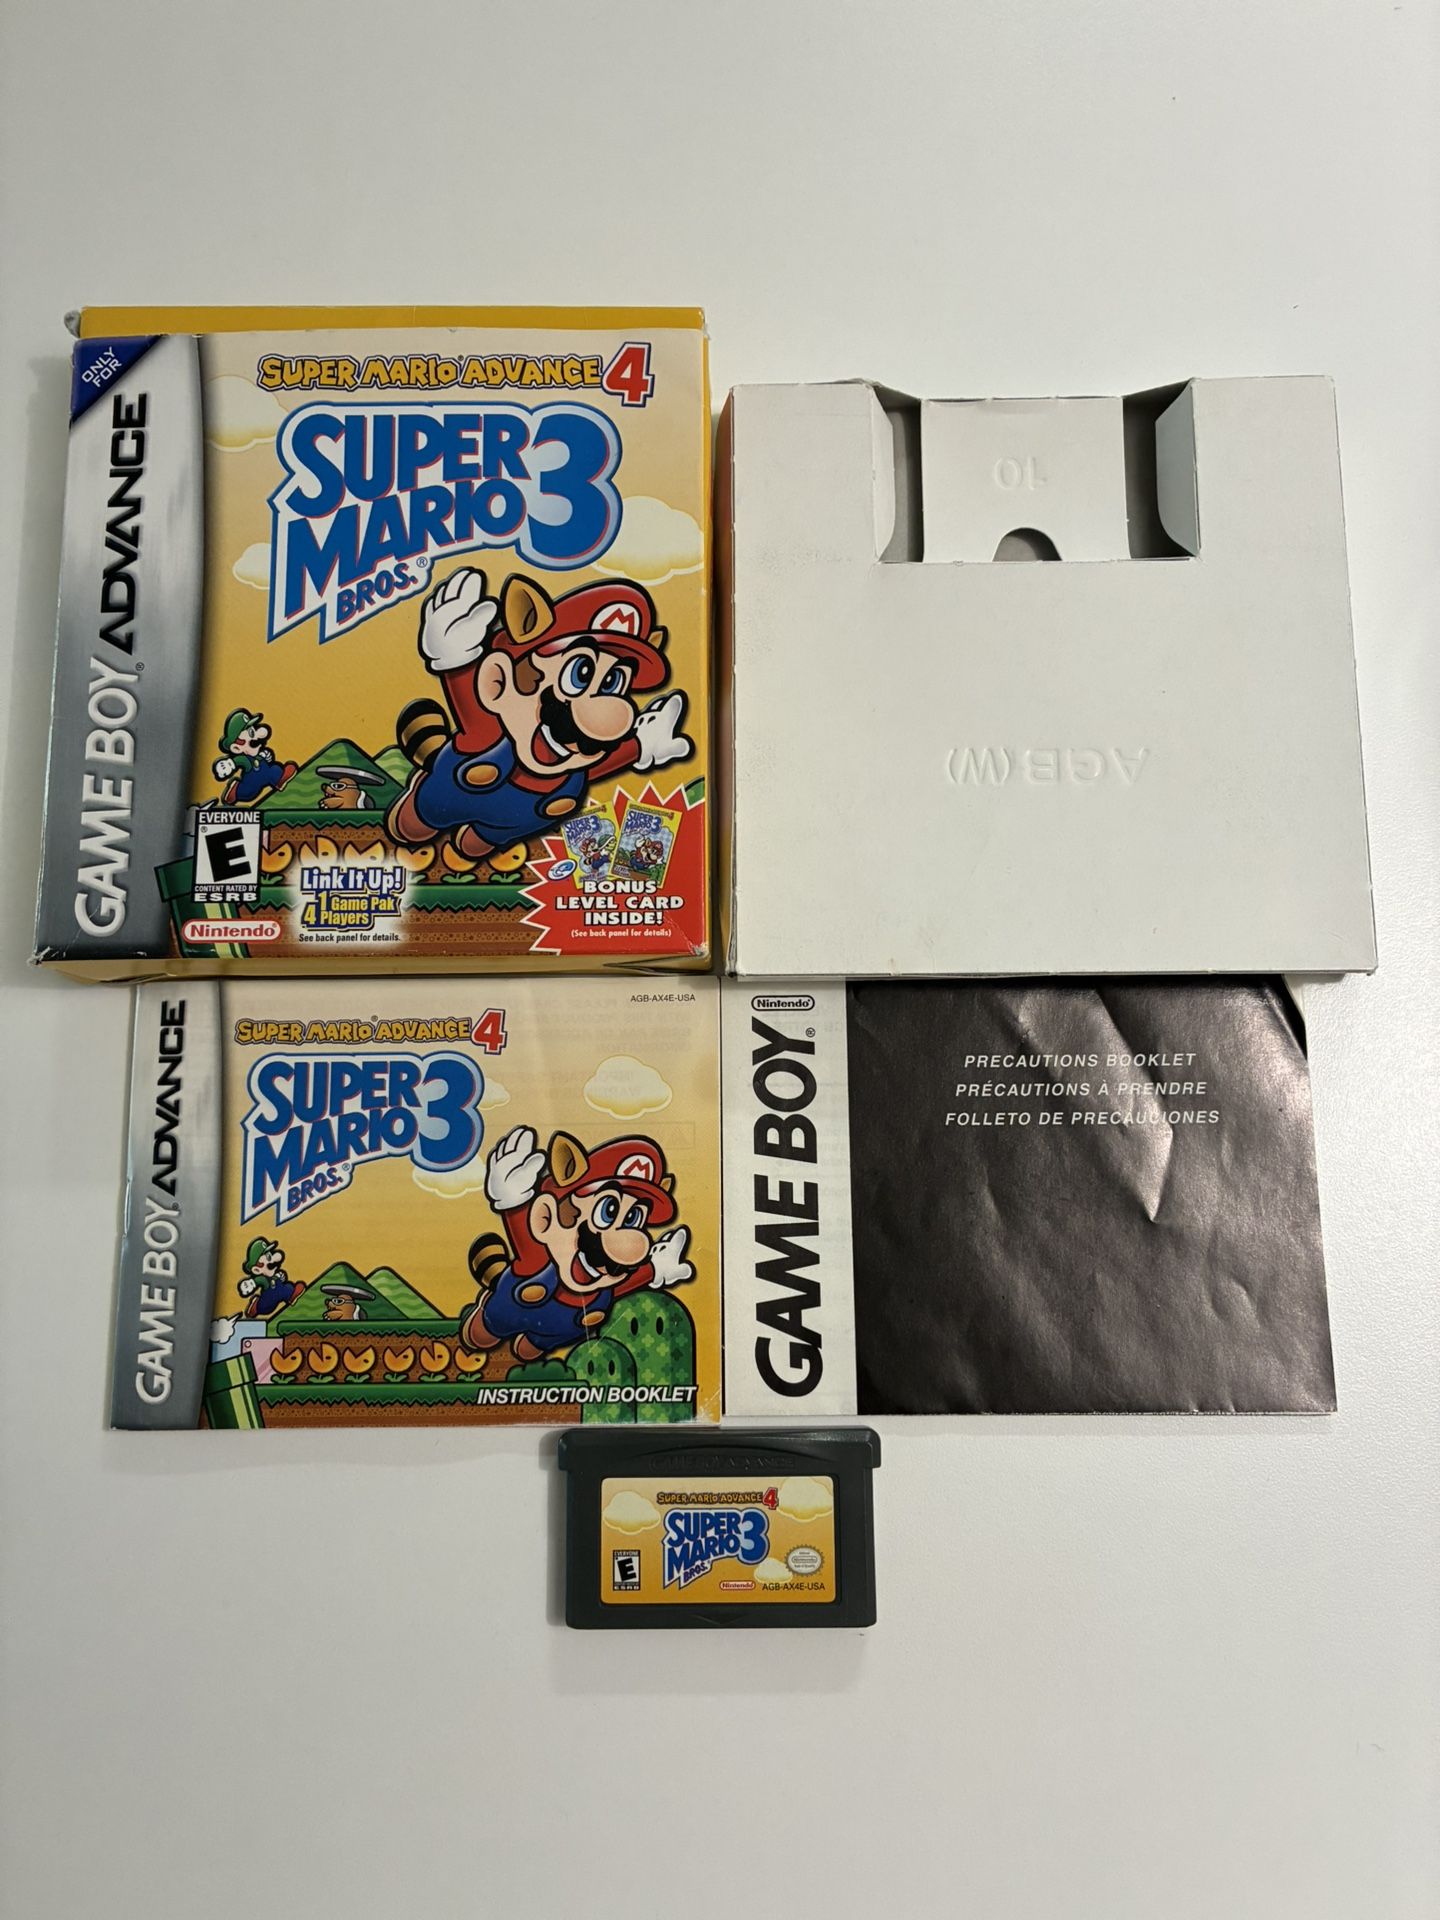 ONLY
FOR
GAME BOY ADVANCE
SUPER MARIO ADVANCE 4
SUPER
MARIO 3
BROS.®
EVERYONE
E
CONTENT RATED BY
ESRB
Nintendo
Link It Up!
1 Game Pak
4 Players
See back panel for details.
BONUS
LEVEL CARD
INSIDE!
(See back panel for details)
10
AGB (W)
AGB-AX4E-USA
GAME BOY ADVANCE
SUPER MARIO ADVANCE 4
SUPER
MARIO 3
BROS.®
INSTRUCTION BOOKLET
Nintendo
GAME BOY®
PRECAUTIONS BOOKLET
PRÉCAUTIONS À PRENDRE
FOLLETO DE PRECAUCIONES
GAME BOY ADVANCE
SUPER MARIO ADVANCE 4
SUPER
MARIO 3
BROS.
EVERYONE
E
ESRB
Nintendo
AGB-AX4E-USA